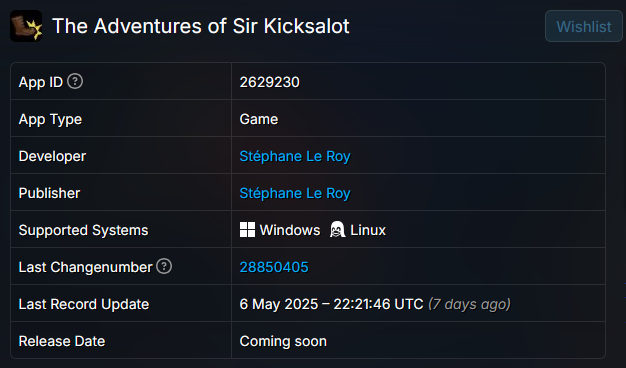 The Adventures of Sir Kicksalot
Wishlist
App ID ? 2629230
App Type Game
Developer Stéphane Le Roy
Publisher Stéphane Le Roy
Supported Systems Windows Linux
Last Changenumber ? 28850405
Last Record Update 6 May 2025 – 22:21:46 UTC (7 days ago)
Release Date Coming soon